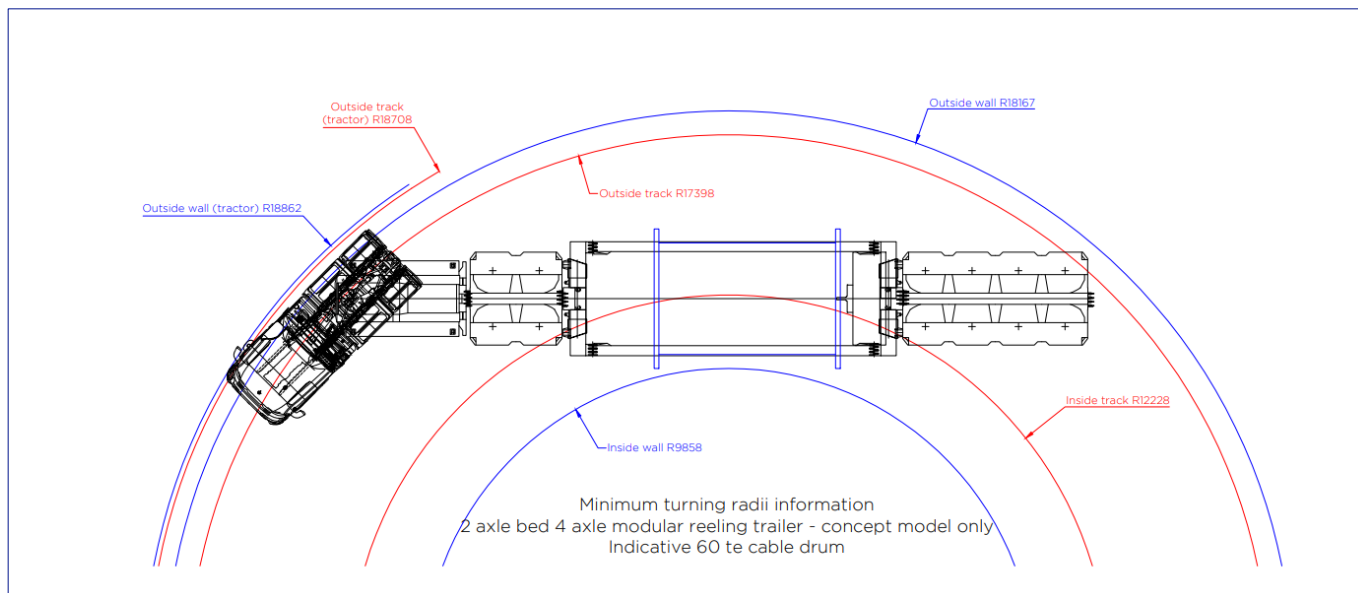 Outside track
(tractor) R18708
Outside wall R18167
Outside track R17398
Outside wall (tractor) R18862
Inside track R12228
Inside wall R9858
Minimum turning radii information
2 axle bed 4 axle modular reeling trailer - concept model only
Indicative 60 te cable drum